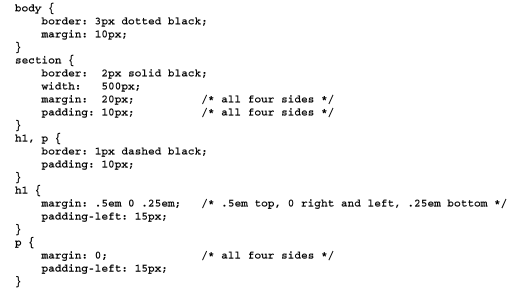 body {
    border: 3px dotted black;
    margin: 10px;
}
section {
    border:  2px solid black;
    width:   500px;
    margin:  20px;          /* all four sides */
    padding: 10px;          /* all four sides */
}
h1, p {
    border: 1px dashed black;
    padding: 10px;
}
h1 {
    margin: .5em 0 .25em;   /* .5em top, 0 right and left, .25em bottom */
    padding-left: 15px;
}
p {
    margin: 0;              /* all four sides */
    padding-left: 15px;
}